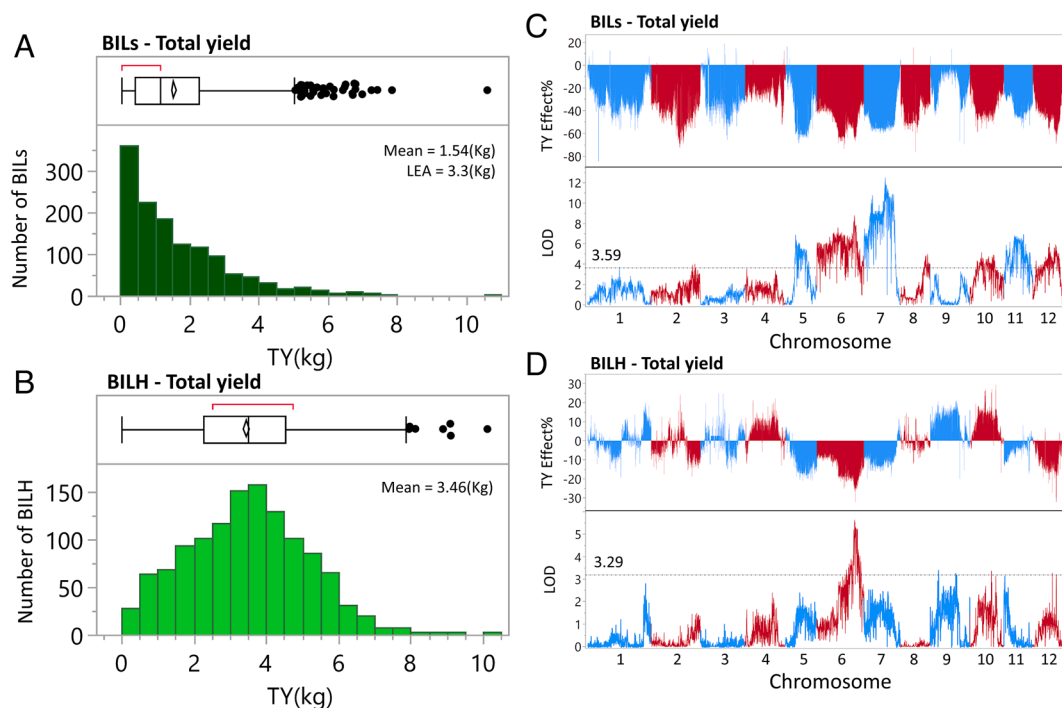 A
BILs - Total yield
Mean = 1.54(Kg)
LEA = 3.3(Kg)
Number of BILs
300
200
100
0
0 2 4 6 8 10
TY(kg)
B
BILH - Total yield
Mean = 3.46(Kg)
Number of BILH
150
100
50
0
0 2 4 6 8 10
TY(kg)
C
BILs - Total yield
TY Effect%
20
0
-20
-40
-60
-80
LOD
12
10
8
6
4
2
0
3.59
1 2 3 4 5 6 7 8 9 10 11 12
Chromosome
D
BILH - Total yield
TY Effect%
30
20
10
0
-10
-20
-30
LOD
5
4
3
2
1
0
3.29
1 2 3 4 5 6 7 8 9 10 11 12
Chromosome